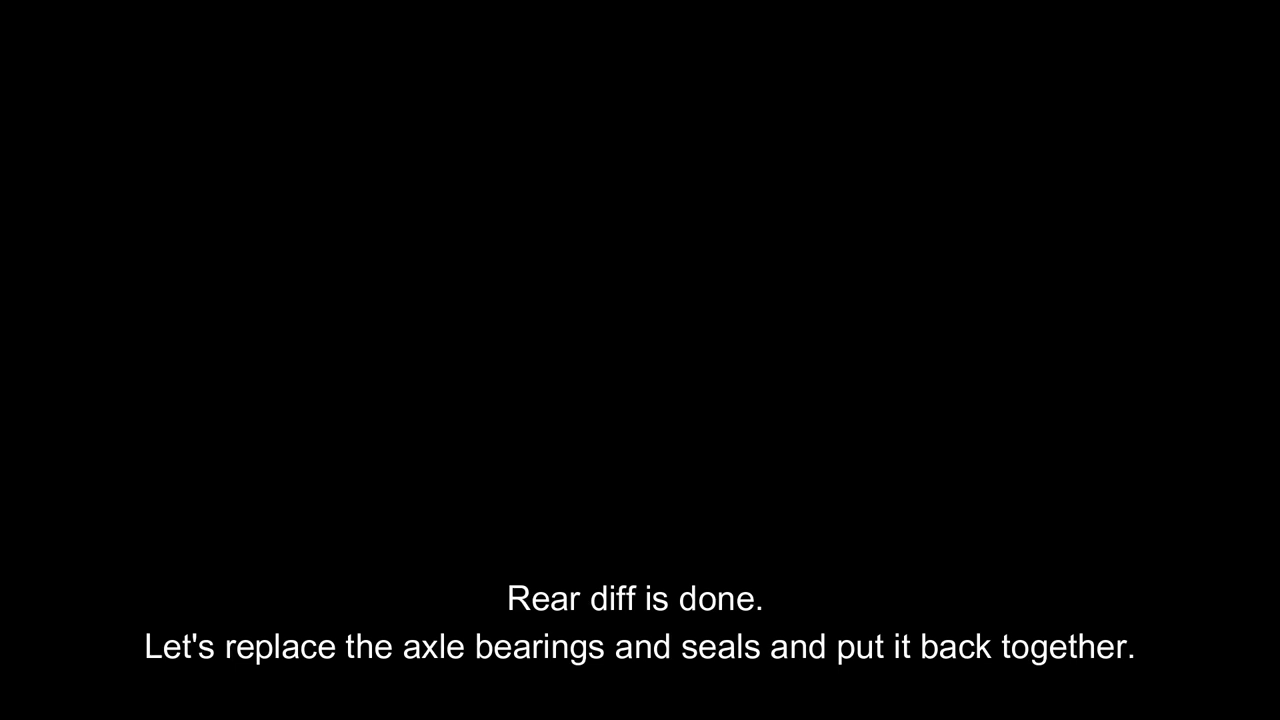 Rear diff is done.
Let's replace the axle bearings and seals and put it back together.